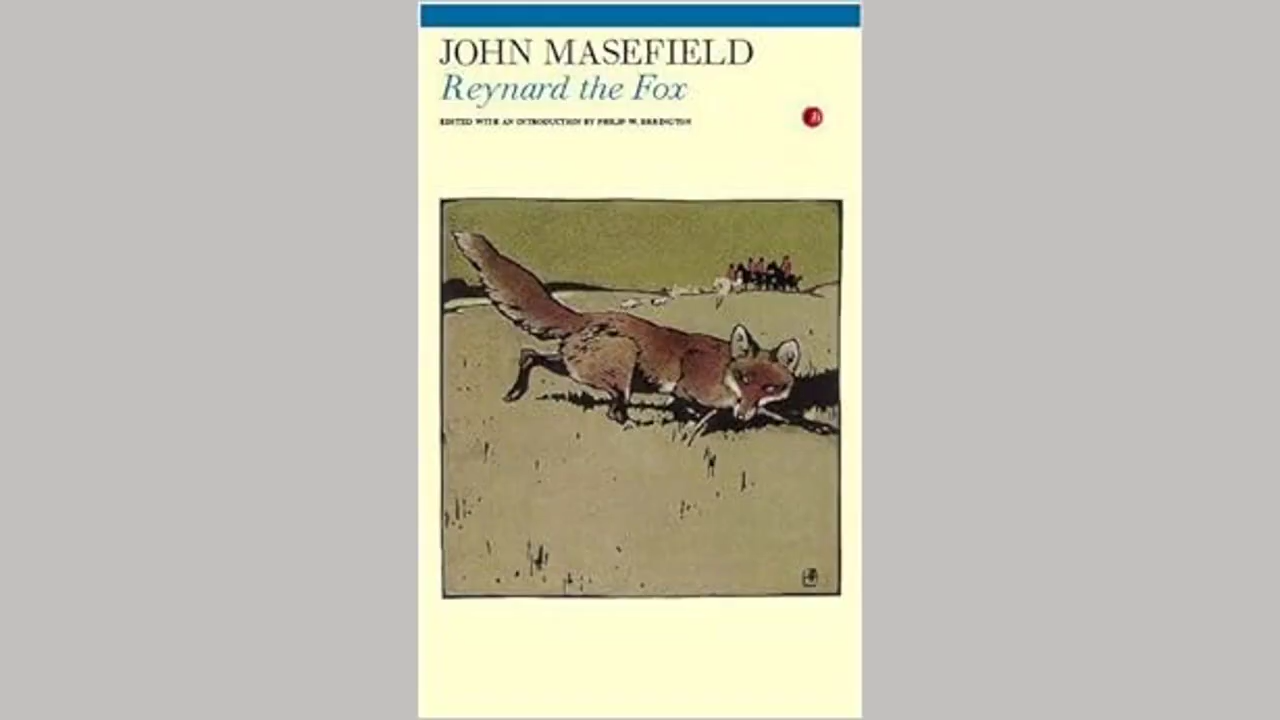 JOHN MASEFIELD
Reynard the Fox
EDITED WITH AN INTRODUCTION BY PHILIP W. ERRINGTON